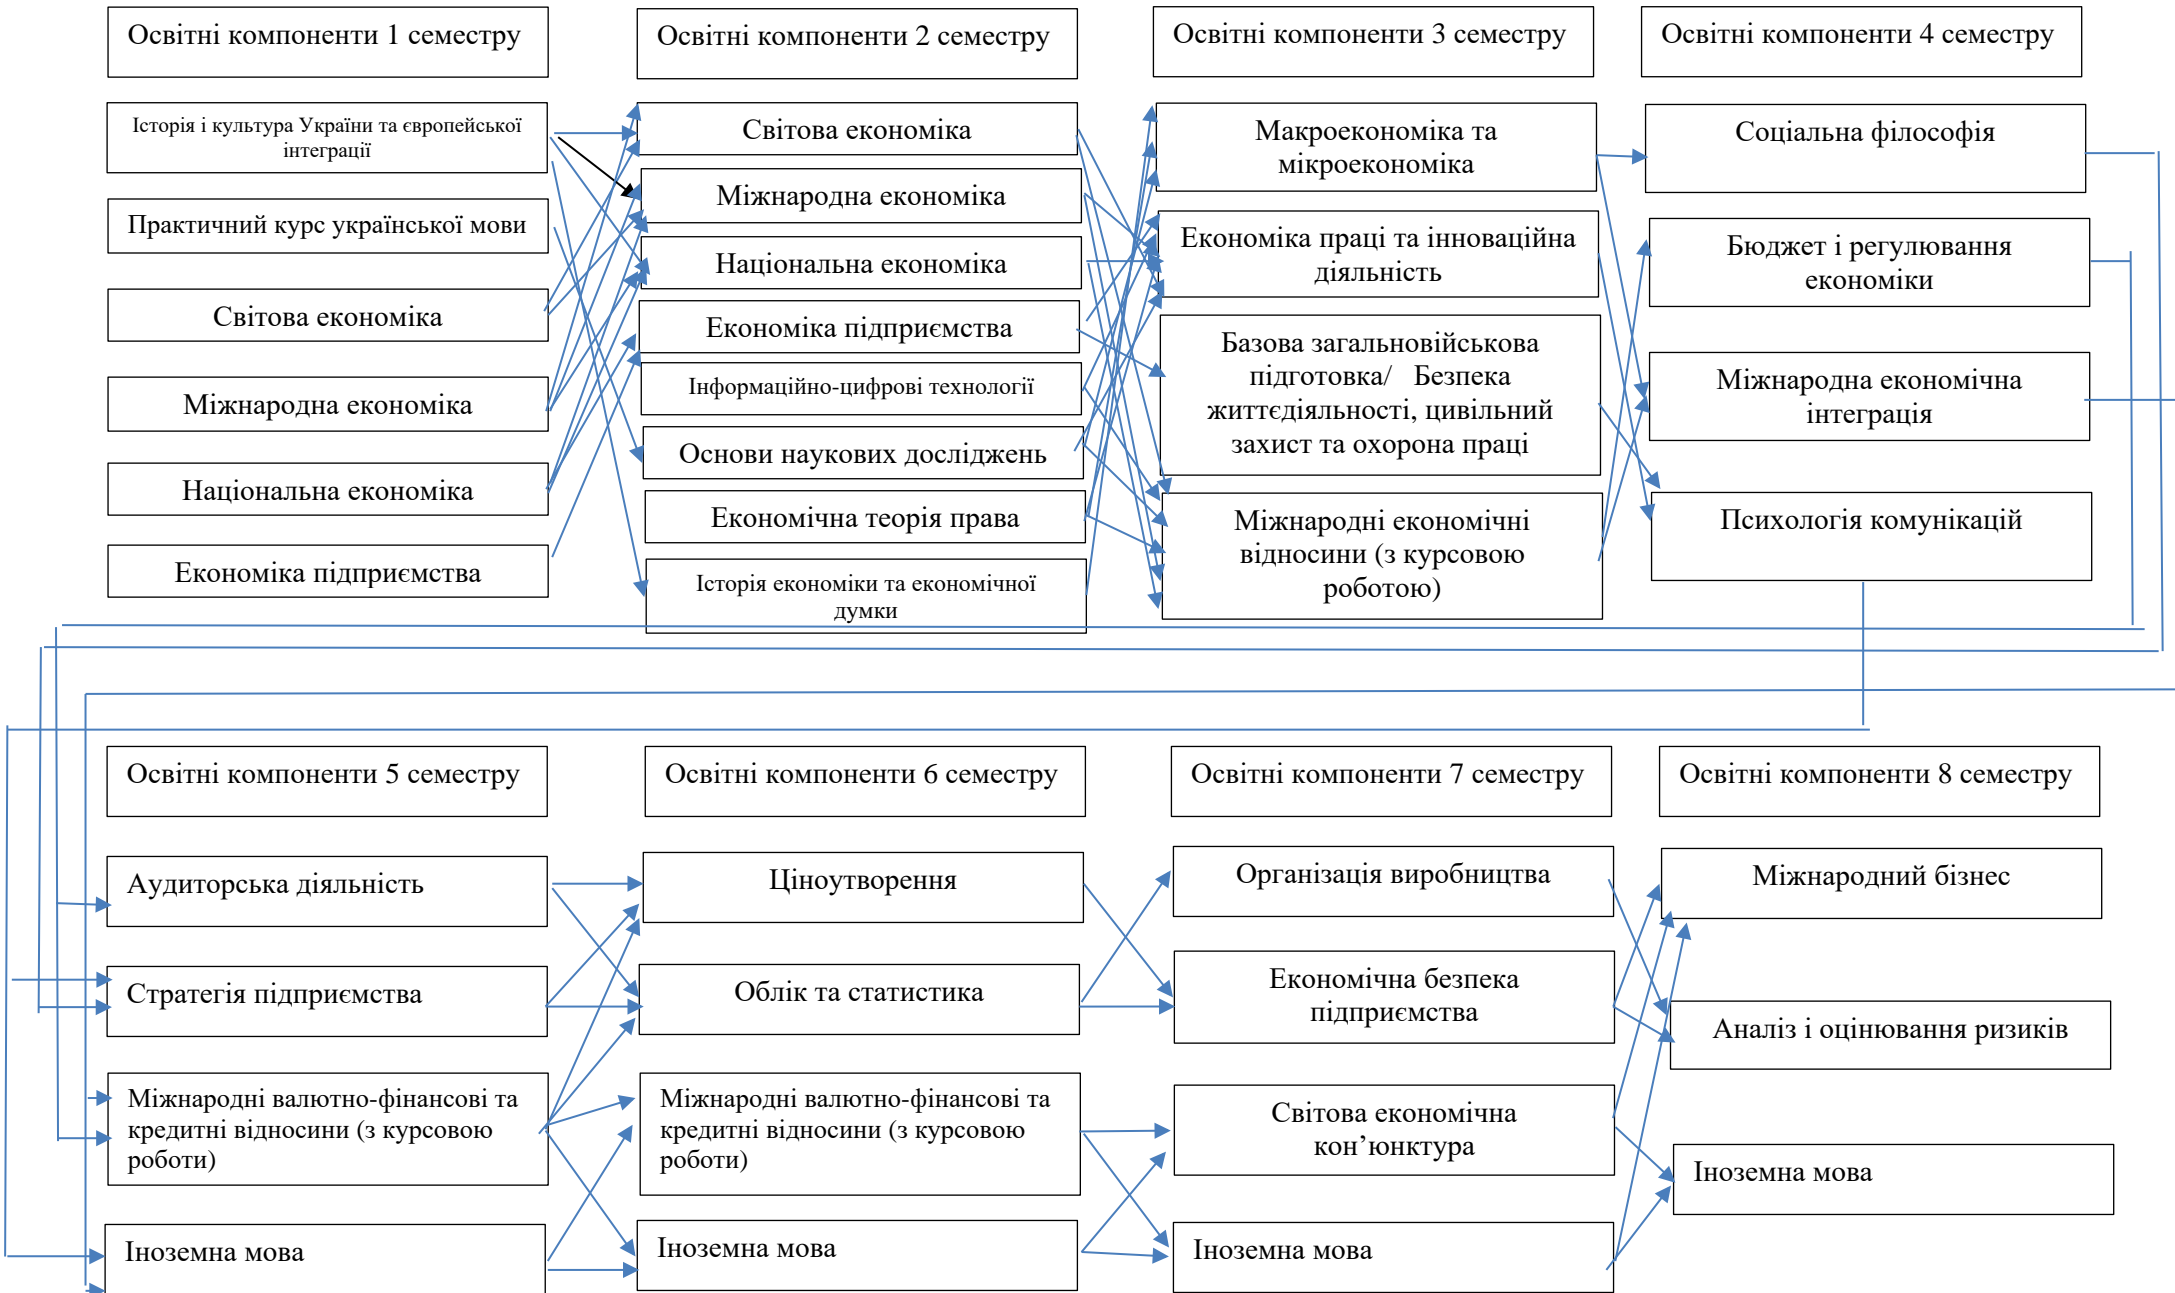 Освітні компоненти 1 семестру
Освітні компоненти 2 семестру
Освітні компоненти 3 семестру
Освітні компоненти 4 семестру
Історія і культура України та європейської
інтеграції
Практичний курс української мови
Світова економіка
Міжнародна економіка
Національна економіка
Економіка підприємства
Світова економіка
Міжнародна економіка
Національна економіка
Економіка підприємства
Інформаційно-цифрові технології
Основи наукових досліджень
Економічна теорія права
Історія економіки та економічної
думки
Макроекономіка та
мікроекономіка
Економіка праці та інноваційна
діяльність
Базова загальновійськова
підготовка/ Безпека
життєдіяльності, цивільний
захист та охорона праці
Міжнародні економічні
відносини (з курсовою
роботою)
Соціальна філософія
Бюджет і регулювання
економіки
Міжнародна економічна
інтеграція
Психологія комунікацій
Освітні компоненти 5 семестру
Освітні компоненти 6 семестру
Освітні компоненти 7 семестру
Освітні компоненти 8 семестру
Аудиторська діяльність
Стратегія підприємства
Міжнародні валютно-фінансові та
кредитні відносини (з курсовою
роботи)
Іноземна мова
Ціноутворення
Облік та статистика
Міжнародні валютно-фінансові та
кредитні відносини (з курсовою
роботи)
Іноземна мова
Організація виробництва
Економічна безпека
підприємства
Світова економічна
кон’юнктура
Іноземна мова
Міжнародний бізнес
Аналіз і оцінювання ризиків
Іноземна мова